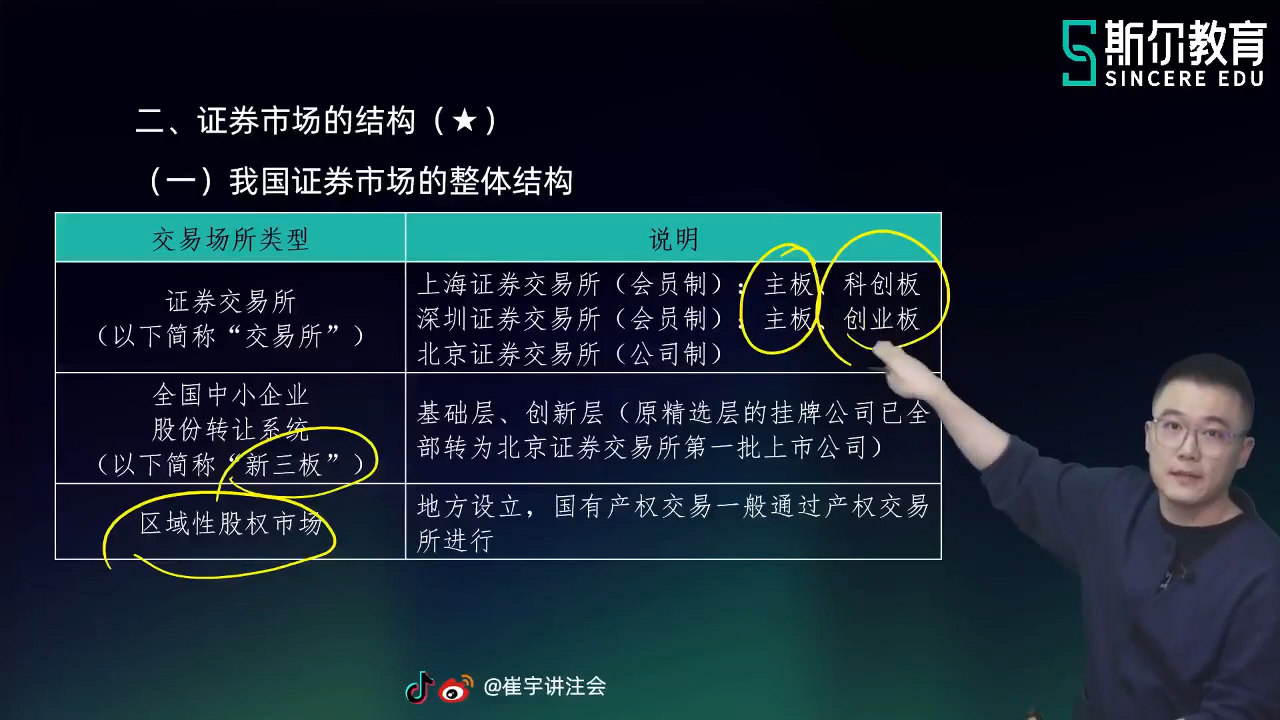 斯尔教育
SINCERE EDU
二、证券市场的结构（★）
（一）我国证券市场的整体结构
交易场所类型
说明
证券交易所
（以下简称“交易所”）
上海证券交易所（会员制）：主板、科创板
深圳证券交易所（会员制）：主板、创业板
北京证券交易所（公司制）
全国中小企业
股份转让系统
（以下简称“新三板”）
基础层、创新层（原精选层的挂牌公司已全
部转为北京证券交易所第一批上市公司）
区域性股权市场
地方设立，国有产权交易一般通过产权交易
所进行
@崔宇讲注会